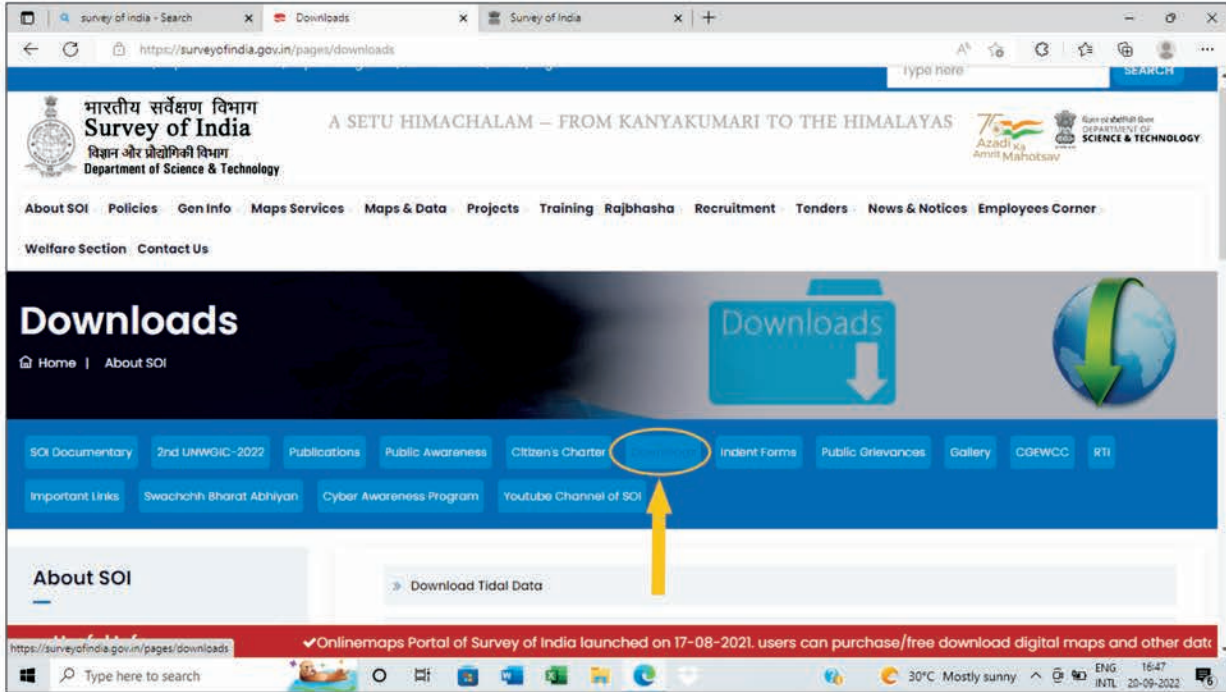 survey of india - Search
Downloads
Survey of India
https://surveyofindia.gov.in/pages/downloads
Type here
SEARCH
भारतीय सर्वेक्षण विभाग
Survey of India
विज्ञान और प्रौद्योगिकी विभाग
Department of Science & Technology
A SETU HIMACHALAM – FROM KANYAKUMARI TO THE HIMALAYAS
75
Azadi Ka
Amrit Mahotsav
DEPARTMENT OF
SCIENCE & TECHNOLOGY
About SOI Policies Gen Info Maps Services Maps & Data Projects Training Rajbhasha Recruitment Tenders News & Notices Employees Corner
Welfare Section Contact Us
Downloads
Home | About SOI
Downloads
SOI Documentary 2nd UNWGIC-2022 Publications Public Awareness Citizen's Charter Downloads Indent Forms Public Grievances Gallery CGEWCC RTI
Important Links Swachchh Bharat Abhiyan Cyber Awareness Program Youtube Channel of SOI
About SOI
» Download Tidal Data
https://surveyofindia.gov.in/pages/downloads
✔Onlinemaps Portal of Survey of India launched on 17-08-2021. users can purchase/free download digital maps and other data
Type here to search
30°C Mostly sunny
ENG
INTL
16:47
20-09-2022
6